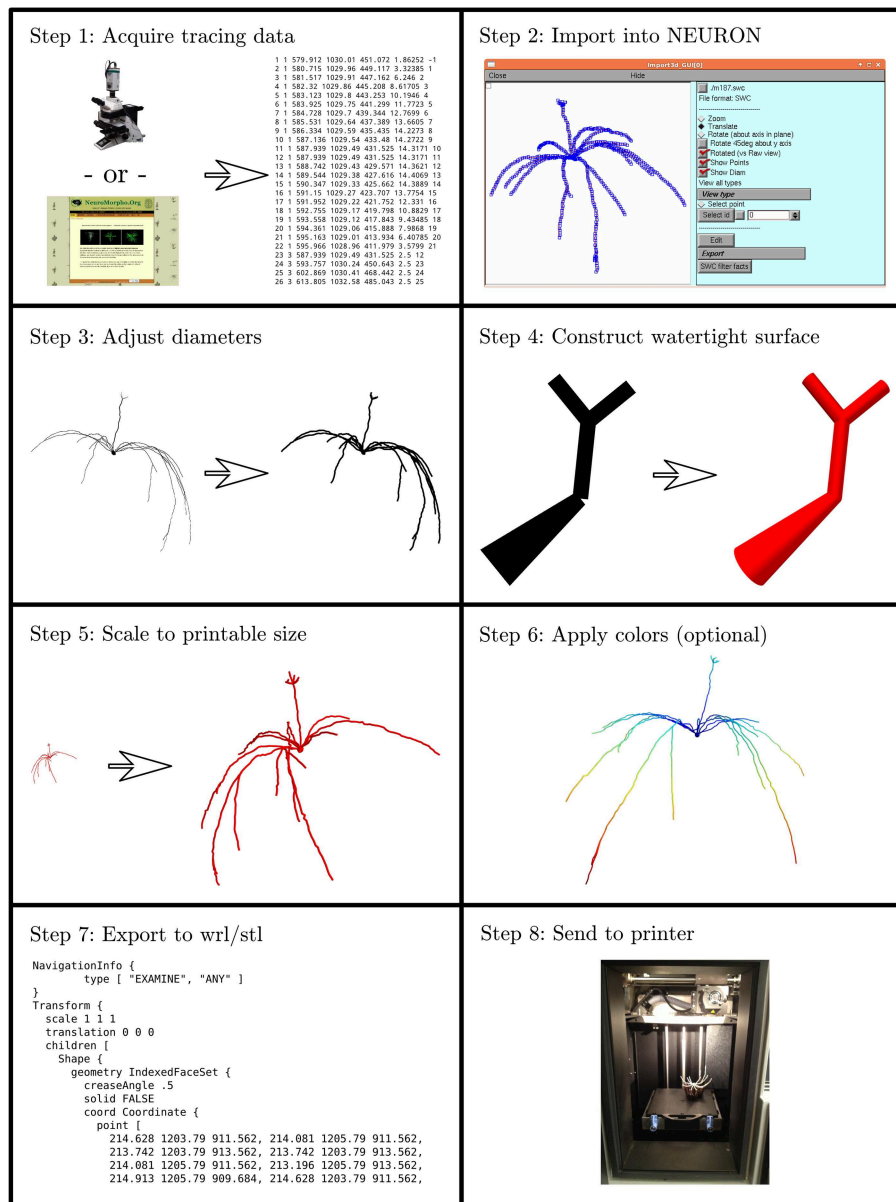 Step 1: Acquire tracing data
- or -
NeuroMorpho.Org
1 1 579.912 1030.01 451.072 1.86252 -1
2 1 580.715 1029.96 449.117 3.32385 1
3 1 581.517 1029.91 447.162 6.246 2
4 1 582.32 1029.86 445.208 8.61705 3
5 1 583.123 1029.8 443.253 10.1946 4
6 1 583.925 1029.75 441.299 11.7723 5
7 1 584.728 1029.7 439.344 12.7699 6
8 1 585.531 1029.64 437.389 13.6605 7
9 1 586.334 1029.59 435.435 14.2273 8
10 1 587.136 1029.54 433.48 14.2722 9
11 1 587.939 1029.49 431.525 14.3171 10
12 1 587.939 1029.49 431.525 14.3171 11
13 1 588.742 1029.43 429.571 14.3621 12
14 1 589.544 1029.38 427.616 14.4069 13
15 1 590.347 1029.33 425.662 14.3889 14
16 1 591.15 1029.27 423.707 13.7754 15
17 1 591.952 1029.22 421.752 12.331 16
18 1 592.755 1029.17 419.798 10.8829 17
19 1 593.558 1029.12 417.843 9.43485 18
20 1 594.361 1029.06 415.888 7.9868 19
21 1 595.163 1029.01 413.934 6.40785 20
22 1 595.966 1028.96 411.979 3.5799 21
23 3 587.939 1029.49 431.525 2.5 12
24 3 593.757 1030.24 450.643 2.5 23
25 3 602.869 1030.41 468.442 2.5 24
26 3 613.805 1032.58 485.043 2.5 25
Step 2: Import into NEURON
Import3d-GUI[0]
Close Hide
./m187.swc
File format: SWC
-------------------------------
Zoom
Translate
Rotate (about axis in plane)
Rotate 45deg about y axis
Rotated (vs Raw view)
Show Points
Show Diam
View all types
View type
Select point
Select id 0
-------------------------------
Edit
Export
SWC filter facts
Step 3: Adjust diameters
Step 4: Construct watertight surface
Step 5: Scale to printable size
Step 6: Apply colors (optional)
Step 7: Export to wrl/stl
NavigationInfo {
type [ "EXAMINE", "ANY" ]
}
Transform {
scale 1 1 1
translation 0 0 0
children [
Shape {
geometry IndexedFaceSet {
creaseAngle .5
solid FALSE
coord Coordinate {
point [
214.628 1203.79 911.562, 214.081 1205.79 911.562,
213.742 1203.79 913.562, 213.742 1203.79 913.562,
214.081 1205.79 911.562, 213.196 1205.79 913.562,
214.913 1205.79 909.684, 214.628 1203.79 911.562,
Step 8: Send to printer